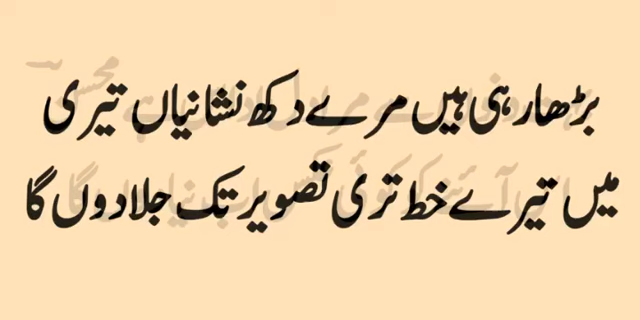 بڑھا رہی ہیں مرے دکھ نشانیاں تیری
میں تیرے خط تری تصویر تک جلا دوں گا